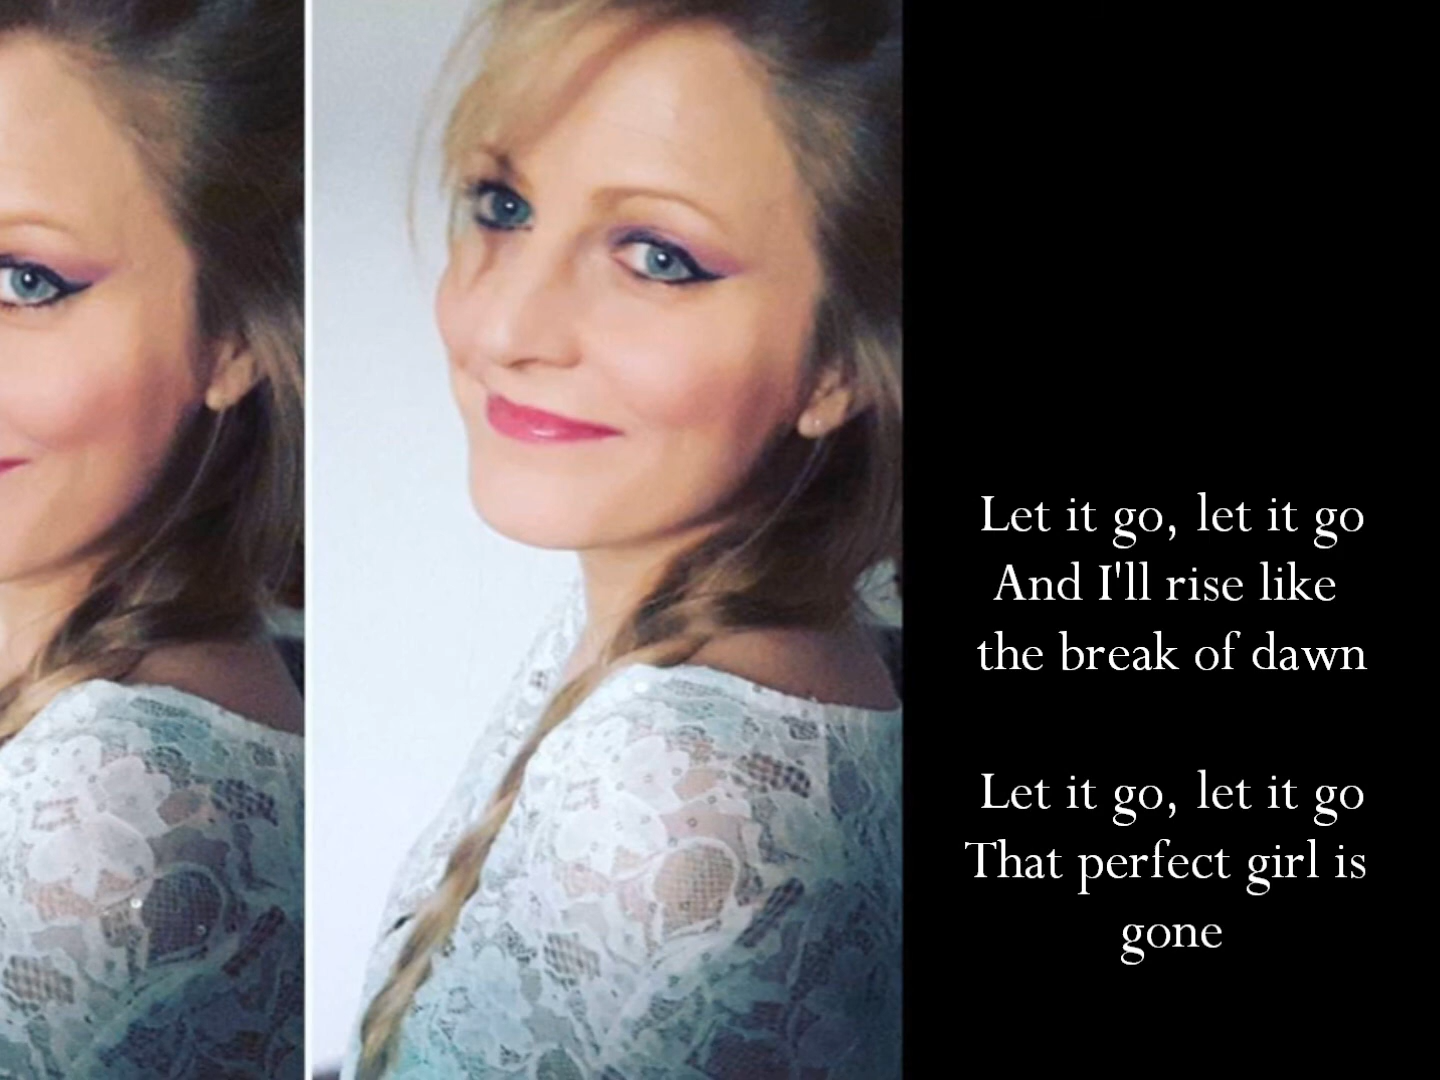 Let it go, let it go
And I'll rise like
the break of dawn
Let it go, let it go
That perfect girl is
gone